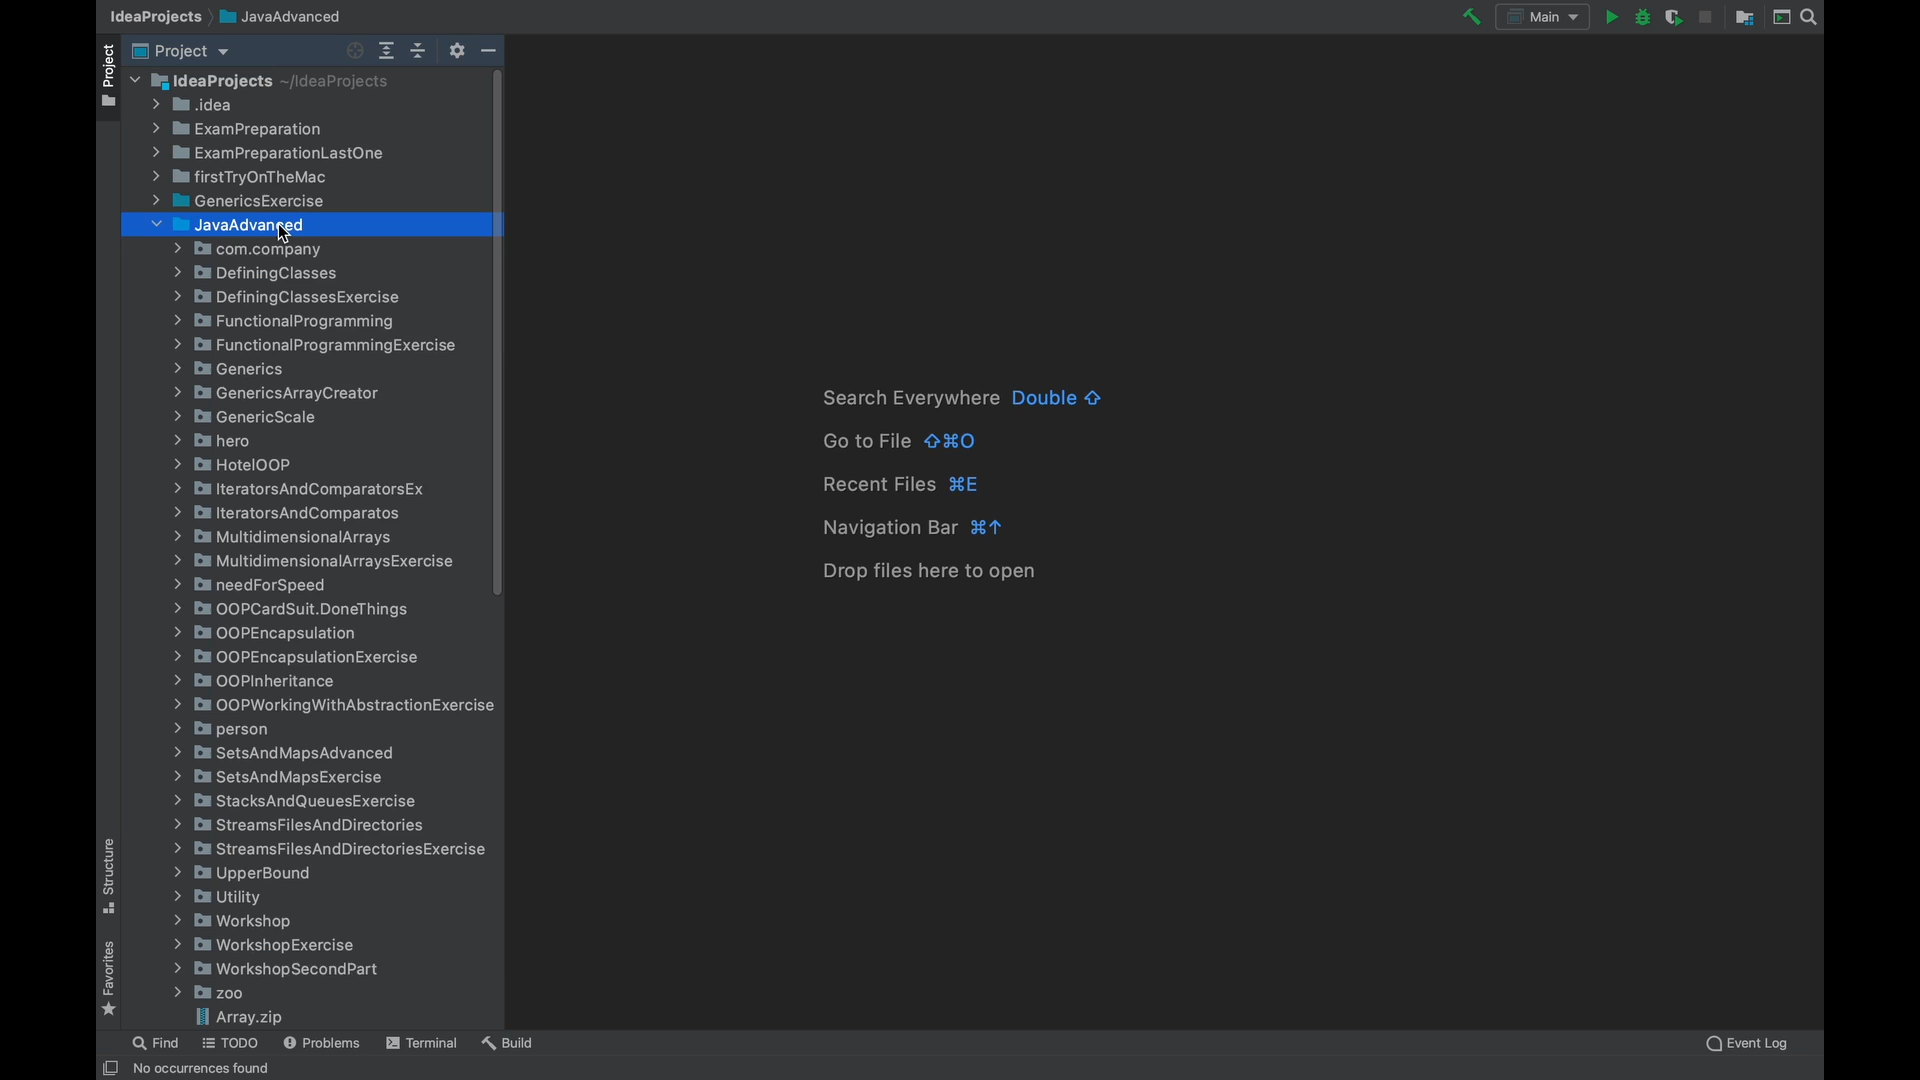 IdeaProjects JavaAdvanced Main
Project
Project
IdeaProjects ~/IdeaProjects
.idea
ExamPreparation
ExamPreparationLastOne
firstTryOnTheMac
GenericsExercise
JavaAdvanced
com.company
DefiningClasses
DefiningClassesExercise
FunctionalProgramming
FunctionalProgrammingExercise
Generics
GenericsArrayCreator
GenericScale
hero
HotelOOP
IteratorsAndComparatorsEx
IteratorsAndComparatos
MultidimensionalArrays
MultidimensionalArraysExercise
needForSpeed
OOPCardSuit.DoneThings
OOPEncapsulation
OOPEncapsulationExercise
OOPInheritance
OOPWorkingWithAbstractionExercise
person
SetsAndMapsAdvanced
SetsAndMapsExercise
StacksAndQueuesExercise
StreamsFilesAndDirectories
StreamsFilesAndDirectoriesExercise
UpperBound
Utility
Workshop
WorkshopExercise
WorkshopSecondPart
zoo
Array.zip
Structure
Favorites
Search Everywhere Double ⇧
Go to File ⇧⌘O
Recent Files ⌘E
Navigation Bar ⌘↑
Drop files here to open
Find TODO Problems Terminal Build Event Log
No occurrences found